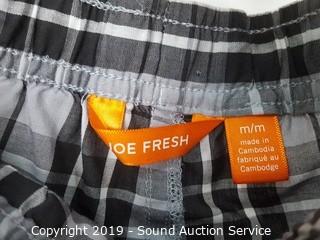 JOE FRESH
m/m
made in
Cambodia
fabriqué au
Cambodge
Copyright 2019 - Sound Auction Service